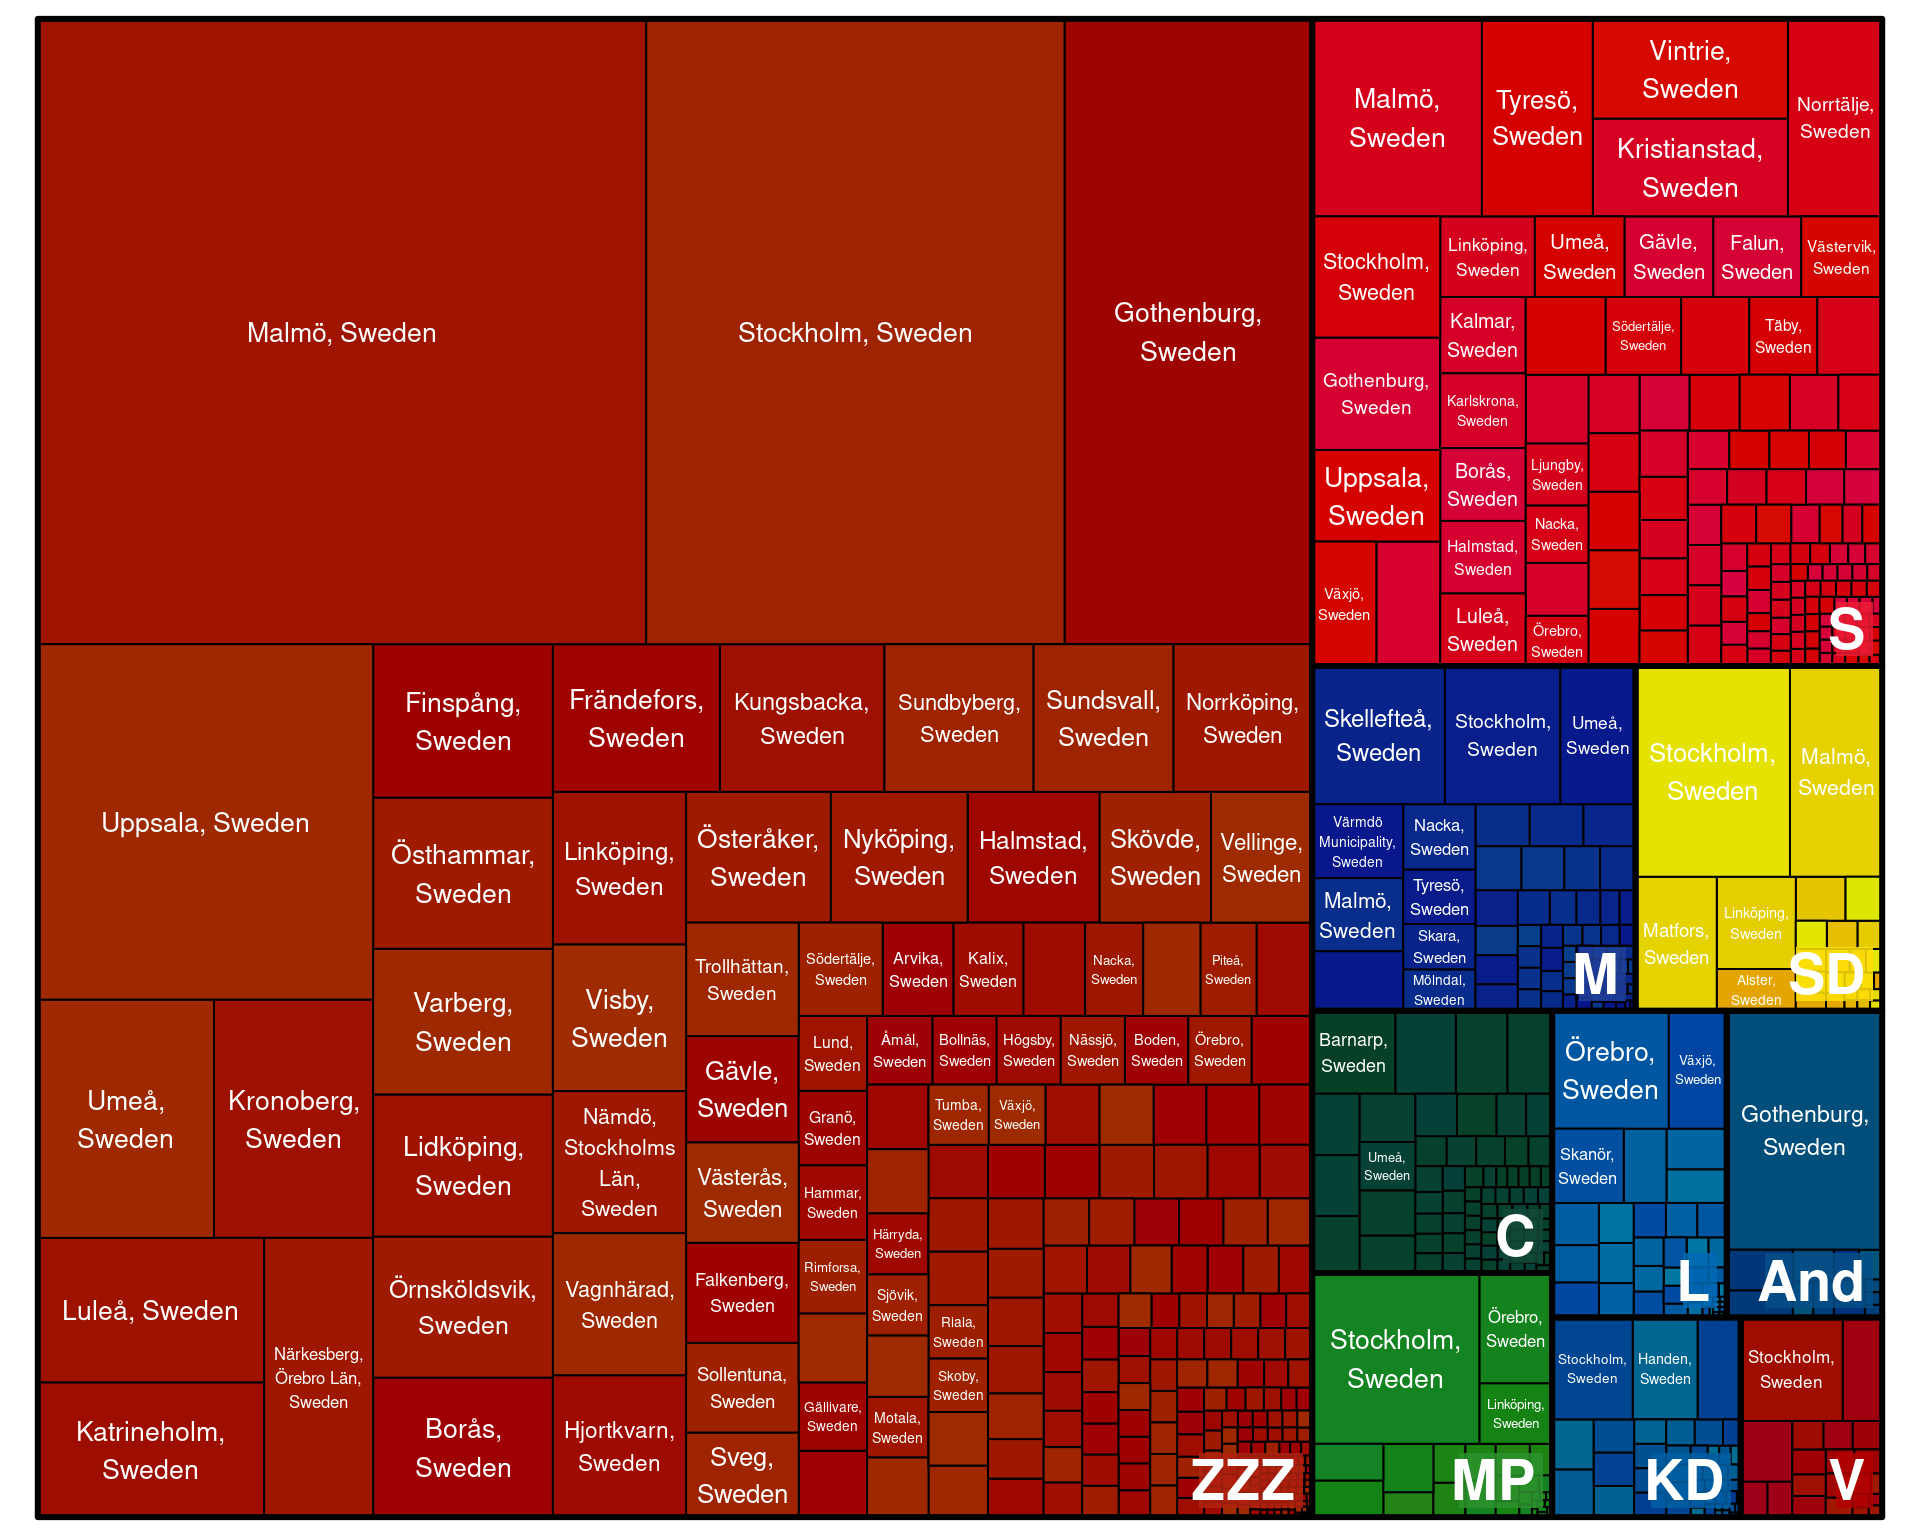 Malmö, Sweden
Stockholm, Sweden
Gothenburg,
Sweden
Uppsala, Sweden
Umeå,
Sweden
Kronoberg,
Sweden
Luleå, Sweden
Katrineholm,
Sweden
Närkesberg,
Örebro Län,
Sweden
Finspång,
Sweden
Östhammar,
Sweden
Varberg,
Sweden
Lidköping,
Sweden
Örnsköldsvik,
Sweden
Borås,
Sweden
Frändefors,
Sweden
Kungsbacka,
Sweden
Sundbyberg,
Sweden
Sundsvall,
Sweden
Norrköping,
Sweden
Linköping,
Sweden
Visby,
Sweden
Nämdö,
Stockholms
Län,
Sweden
Vagnhärad,
Sweden
Hjortkvarn,
Sweden
Österåker,
Sweden
Nyköping,
Sweden
Halmstad,
Sweden
Skövde,
Sweden
Vellinge,
Sweden
Trollhättan,
Sweden
Gävle,
Sweden
Västerås,
Sweden
Falkenberg,
Sweden
Sollentuna,
Sweden
Sveg,
Sweden
Södertälje,
Sweden
Arvika,
Sweden
Kalix,
Sweden
Nacka,
Sweden
Piteå,
Sweden
Lund,
Sweden
Granö,
Sweden
Hammar,
Sweden
Rimforsa,
Sweden
Gällivare,
Sweden
Åmål,
Sweden
Bollnäs,
Sweden
Högsby,
Sweden
Nässjö,
Sweden
Boden,
Sweden
Örebro,
Sweden
Härryda,
Sweden
Sjövik,
Sweden
Motala,
Sweden
Tumba,
Sweden
Växjö,
Sweden
Riala,
Sweden
Skoby,
Sweden
ZZZ
Malmö,
Sweden
Tyresö,
Sweden
Vintrie,
Sweden
Kristianstad,
Sweden
Norrtälje,
Sweden
Stockholm,
Sweden
Gothenburg,
Sweden
Uppsala,
Sweden
Växjö,
Sweden
Linköping,
Sweden
Umeå,
Sweden
Gävle,
Sweden
Falun,
Sweden
Västervik,
Sweden
Kalmar,
Sweden
Karlskrona,
Sweden
Borås,
Sweden
Halmstad,
Sweden
Luleå,
Sweden
Södertälje,
Sweden
Täby,
Sweden
Ljungby,
Sweden
Nacka,
Sweden
Örebro,
Sweden
S
Skellefteå,
Sweden
Stockholm,
Sweden
Umeå,
Sweden
Värmdö
Municipality,
Sweden
Malmö,
Sweden
Nacka,
Sweden
Tyresö,
Sweden
Skara,
Sweden
Mölndal,
Sweden
M
Stockholm,
Sweden
Malmö,
Sweden
Matfors,
Sweden
Linköping,
Sweden
Alster,
Sweden
SD
Barnarp,
Sweden
Umeå,
Sweden
C
Örebro,
Sweden
Växjö,
Sweden
Skanör,
Sweden
L
Gothenburg,
Sweden
And
Stockholm,
Sweden
Örebro,
Sweden
Linköping,
Sweden
MP
Stockholm,
Sweden
Handen,
Sweden
KD
Stockholm,
Sweden
V